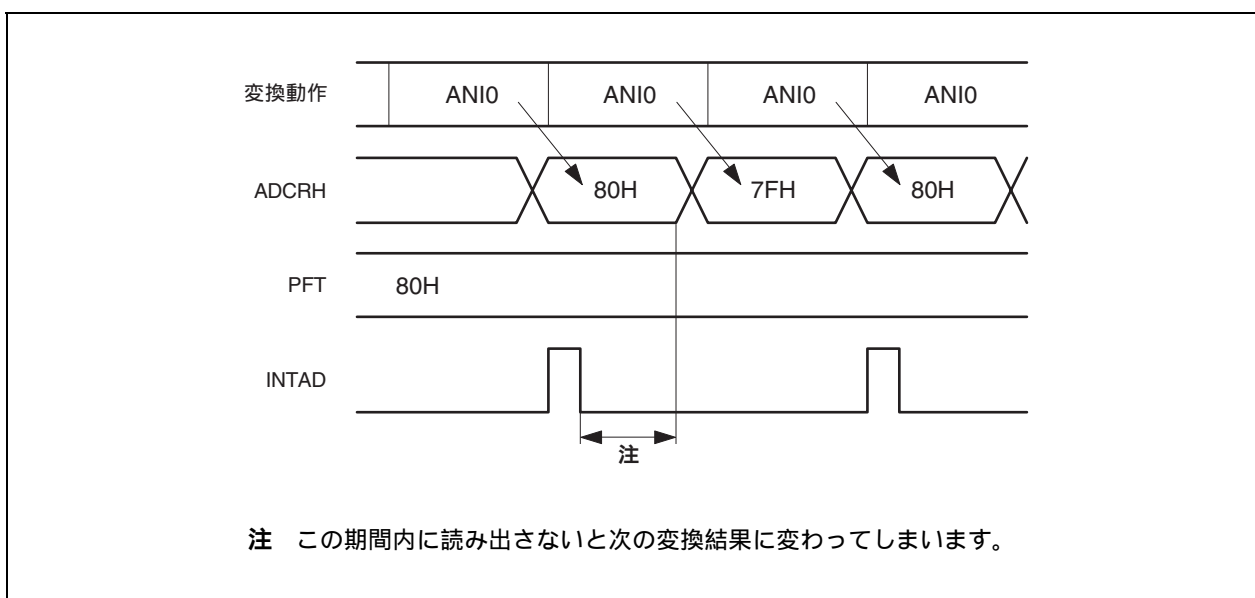 変換動作 ANI0 ANI0 ANI0 ANI0
ADCRH 80H 7FH 80H
PFT 80H
INTAD
注
注 この期間内に読み出さないと次の変換結果に変わってしまいます。